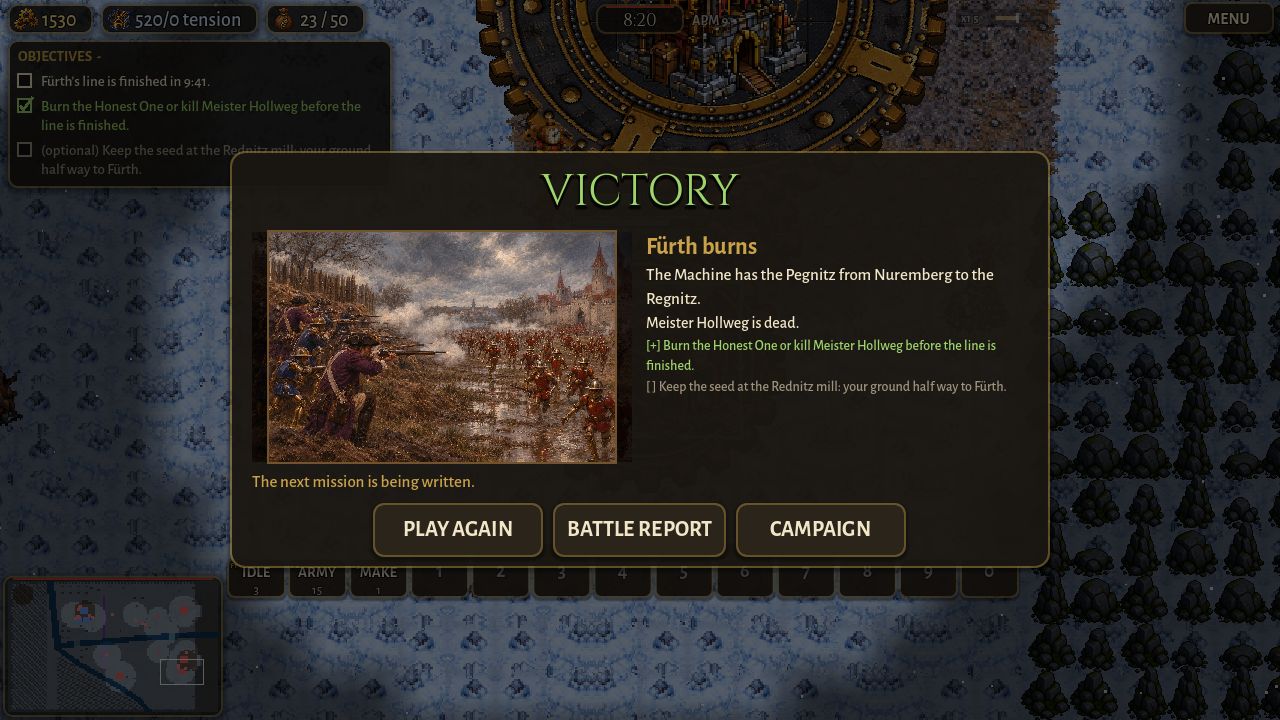 1530
520/0 tension
23 / 50
8:20
MENU
OBJECTIVES -
Fürth's line is finished in 9:41.
Burn the Honest One or kill Meister Hollweg before the
line is finished.
(optional) Keep the seed at the Rednitz mill: your ground
half way to Fürth.
VICTORY
Fürth burns
The Machine has the Pegnitz from Nuremberg to the
Regnitz.
Meister Hollweg is dead.
[+] Burn the Honest One or kill Meister Hollweg before the line is
finished.
[ ] Keep the seed at the Rednitz mill: your ground half way to Fürth.
The next mission is being written.
PLAY AGAIN
BATTLE REPORT
CAMPAIGN
IDLE
3
ARMY
15
MAKE
1
1
2
3
4
5
6
7
8
9
0